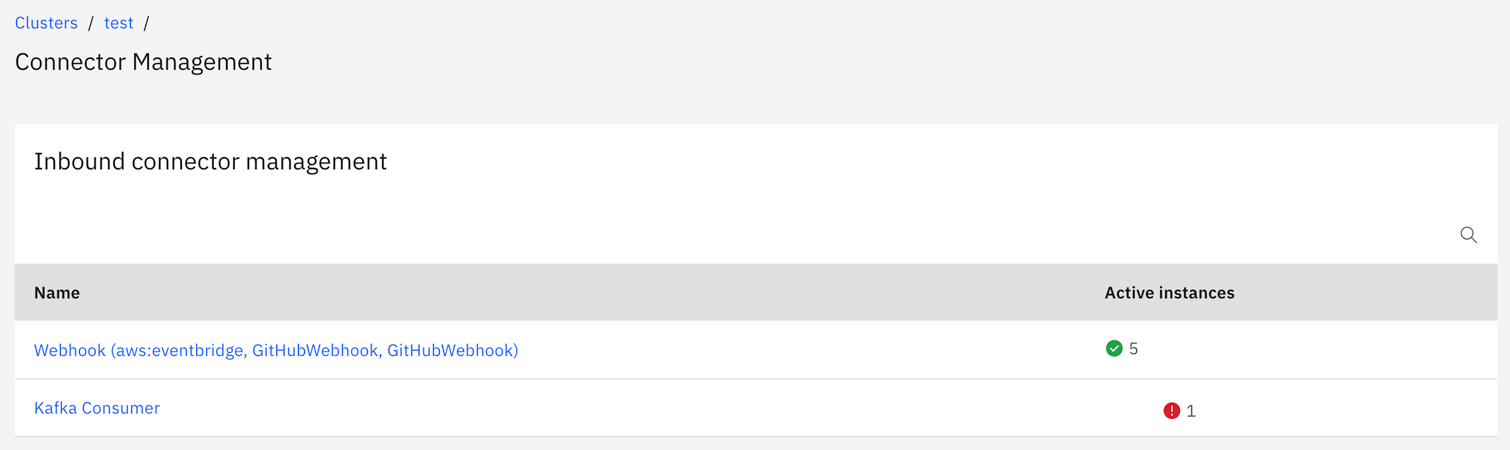 Clusters / test /
Connector Management
Inbound connector management
Name Active instances
Webhook (aws:eventbridge, GitHubWebhook, GitHubWebhook) 5
Kafka Consumer 1